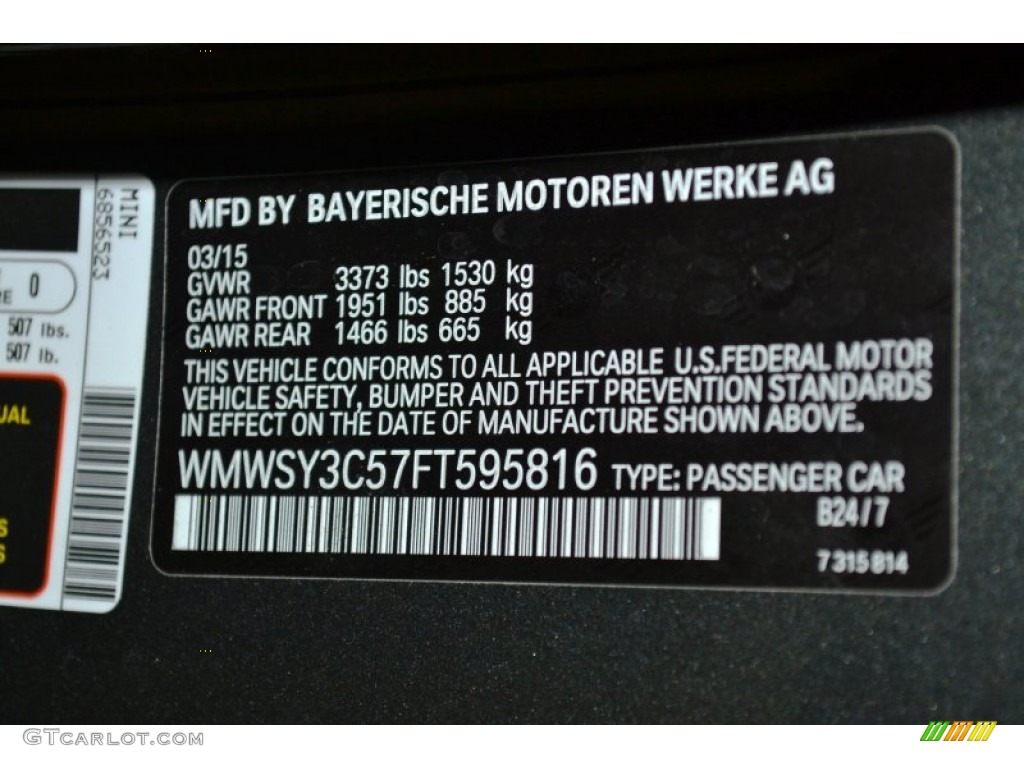 MINI
6856523
0
RE
507 lbs.
507 lb.
UAL
S
S
MFD BY BAYERISCHE MOTOREN WERKE AG
03/15
GVWR 3373 lbs 1530 kg
GAWR FRONT 1951 lbs 885 kg
GAWR REAR 1466 lbs 665 kg
THIS VEHICLE CONFORMS TO ALL APPLICABLE U.S.FEDERAL MOTOR
VEHICLE SAFETY, BUMPER AND THEFT PREVENTION STANDARDS
IN EFFECT ON THE DATE OF MANUFACTURE SHOWN ABOVE.
WMWSY3C57FT595816 TYPE: PASSENGER CAR
B24/7
7315814
GTCarlot.com